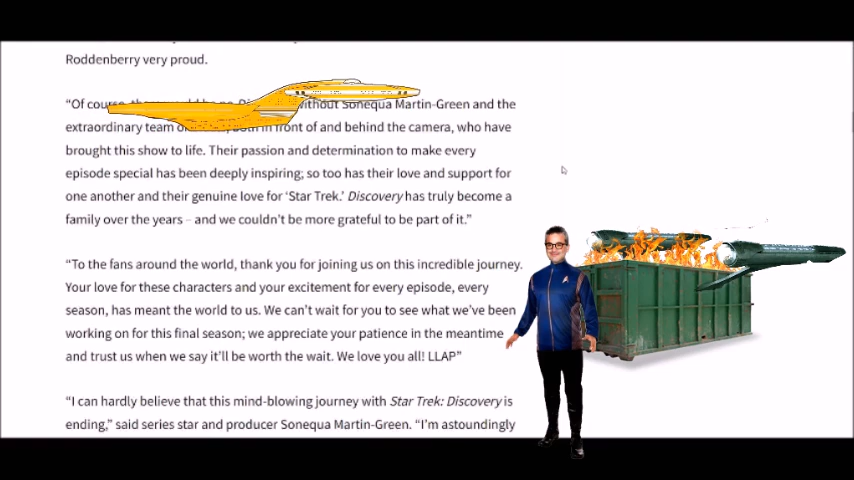 Roddenberry very proud.
“Of course, without Sonequa Martin-Green and the
extraordinary team in front of and behind the camera, who have
brought this show to life. Their passion and determination to make every
episode special has been deeply inspiring; so too has their love and support for
one another and their genuine love for ‘Star Trek.’ Discovery has truly become a
family over the years – and we couldn’t be more grateful to be part of it.”
“To the fans around the world, thank you for joining us on this incredible journey.
Your love for these characters and your excitement for every episode, every
season, has meant the world to us. We can’t wait for you to see what we’ve been
working on for this final season; we appreciate your patience in the meantime
and trust us when we say it’ll be worth the wait. We love you all! LLAP”
“I can hardly believe that this mind-blowing journey with Star Trek: Discovery is
ending,” said series star and producer Sonequa Martin-Green. “I’m astoundingly